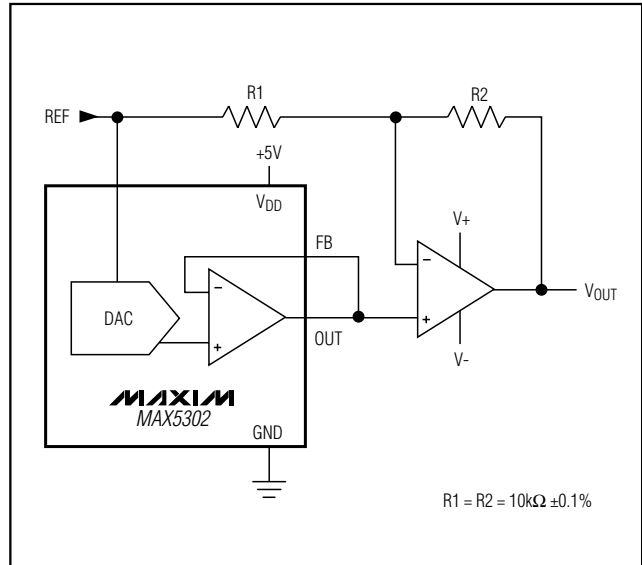 R1
R2
REF
+5V
VDD
V+
FB
−
−
VOUT
DAC
+
OUT
+
V-
MAXIM
MAX5302
GND
R1 = R2 = 10kΩ ±0.1%